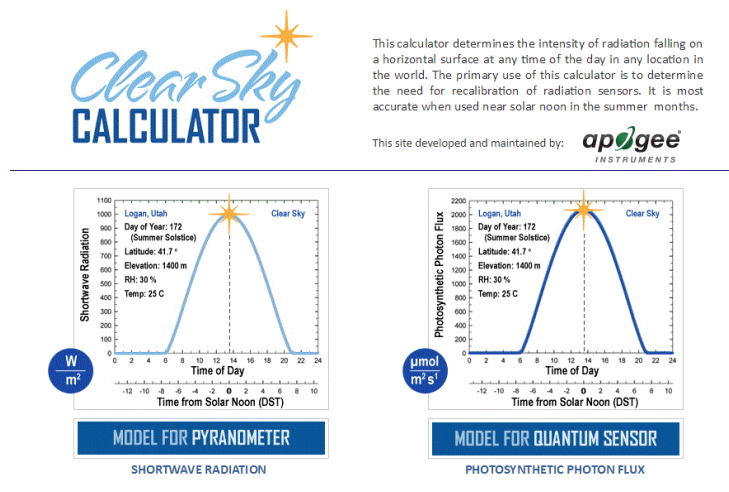 Clear Sky
CALCULATOR
This calculator determines the intensity of radiation falling on
a horizontal surface at any time of the day in any location in
the world. The primary use of this calculator is to determine
the need for recalibration of radiation sensors. It is most
accurate when used near solar noon in the summer months.
This site developed and maintained by:
apogee
INSTRUMENTS
Shortwave Radiation
1100
1000
900
800
700
600
500
400
300
200
100
0
Logan, Utah
Clear Sky
Day of Year: 172
(Summer Solstice)
Latitude: 41.7 °
Elevation: 1400 m
RH: 30 %
Temp: 25 C
W
m²
0 2 4 6 8 10 12 14 16 18 20 22 24
Time of Day
-12 -10 -8 -6 -4 -2 0 2 4 6 8 10
Time from Solar Noon (DST)
MODEL FOR PYRANOMETER
SHORTWAVE RADIATION
Photosynthetic Photon Flux
2200
2000
1800
1600
1400
1200
1000
800
600
400
200
0
Logan, Utah
Clear Sky
Day of Year: 172
(Summer Solstice)
Latitude: 41.7 °
Elevation: 1400 m
RH: 30 %
Temp: 25 C
µmol
m² s¹
0 2 4 6 8 10 12 14 16 18 20 22 24
Time of Day
-12 -10 -8 -6 -4 -2 0 2 4 6 8 10
Time from Solar Noon (DST)
MODEL FOR QUANTUM SENSOR
PHOTOSYNTHETIC PHOTON FLUX